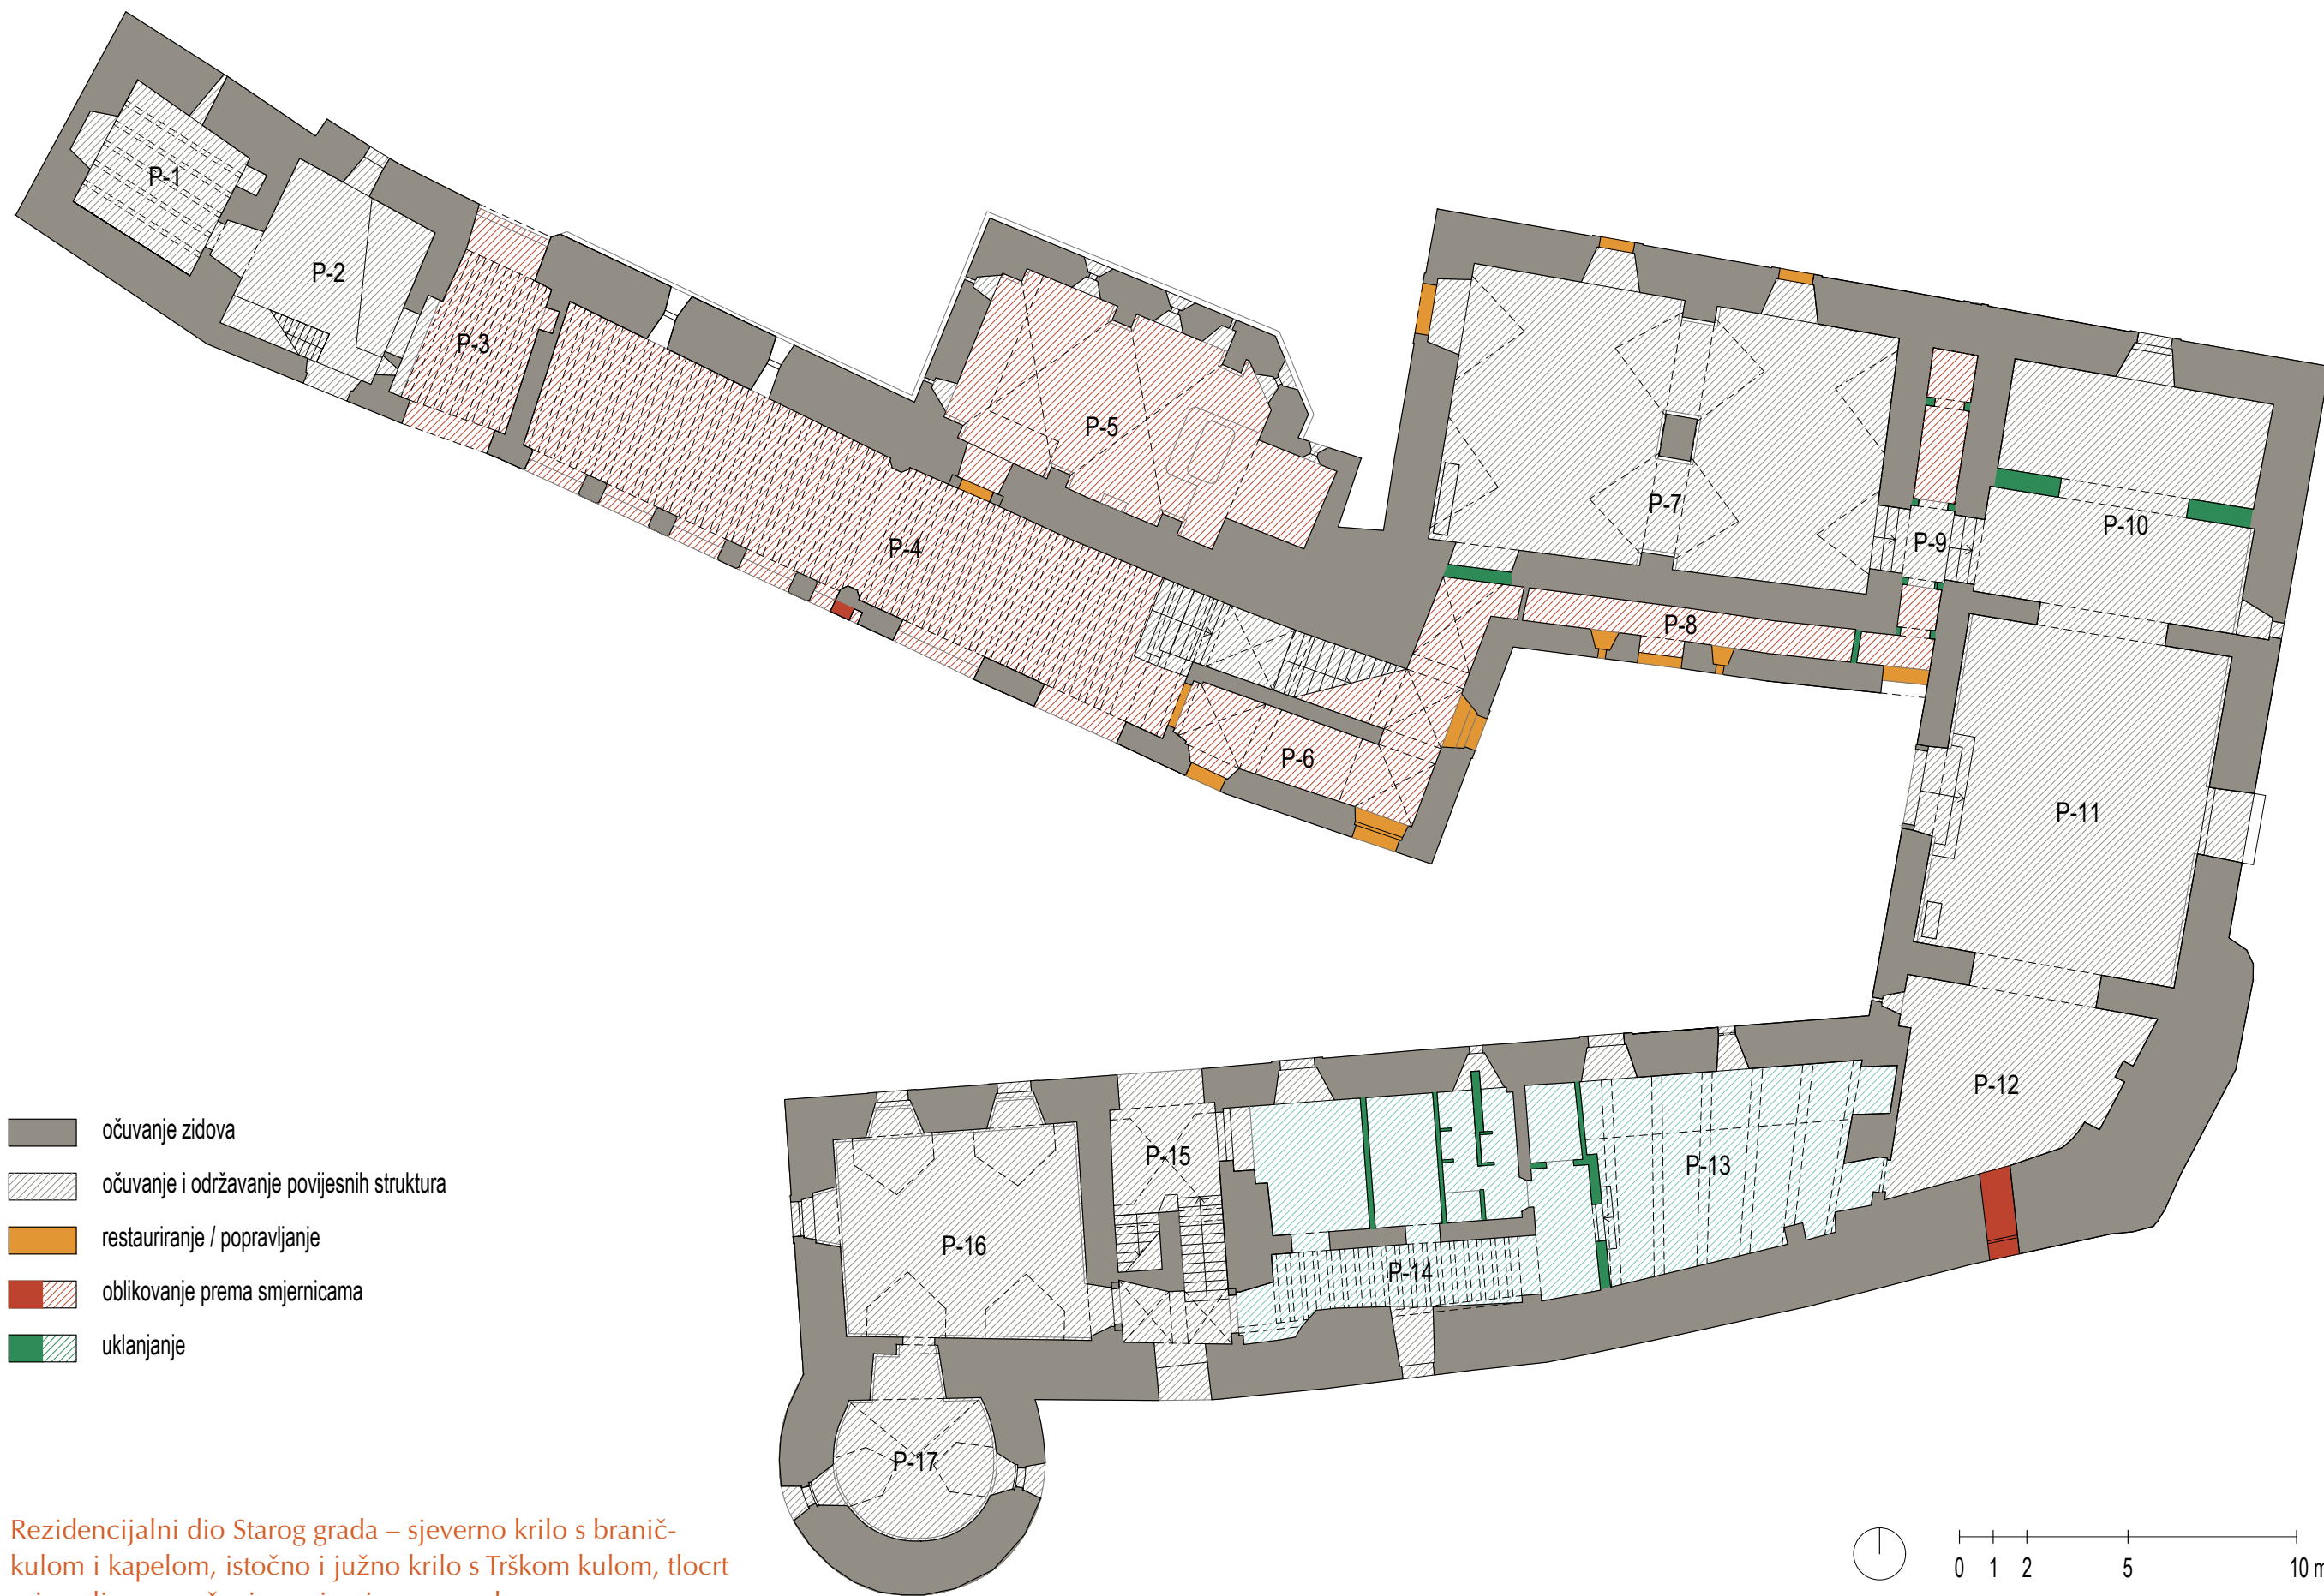 P-1
P-2
P-3
P-4
P-5
P-6
P-7
P-8
P-9
P-10
P-11
P-12
P-13
P-14
P-15
P-16
P-17
očuvanje zidova
očuvanje i održavanje povijesnih struktura
restauriranje / popravljanje
oblikovanje prema smjernicama
uklanjanje
Rezidencijalni dio Starog grada – sjeverno krilo s branič-
kulom i kapelom, istočno i južno krilo s Trškom kulom, tlocrt
0 1 2 5 10 m